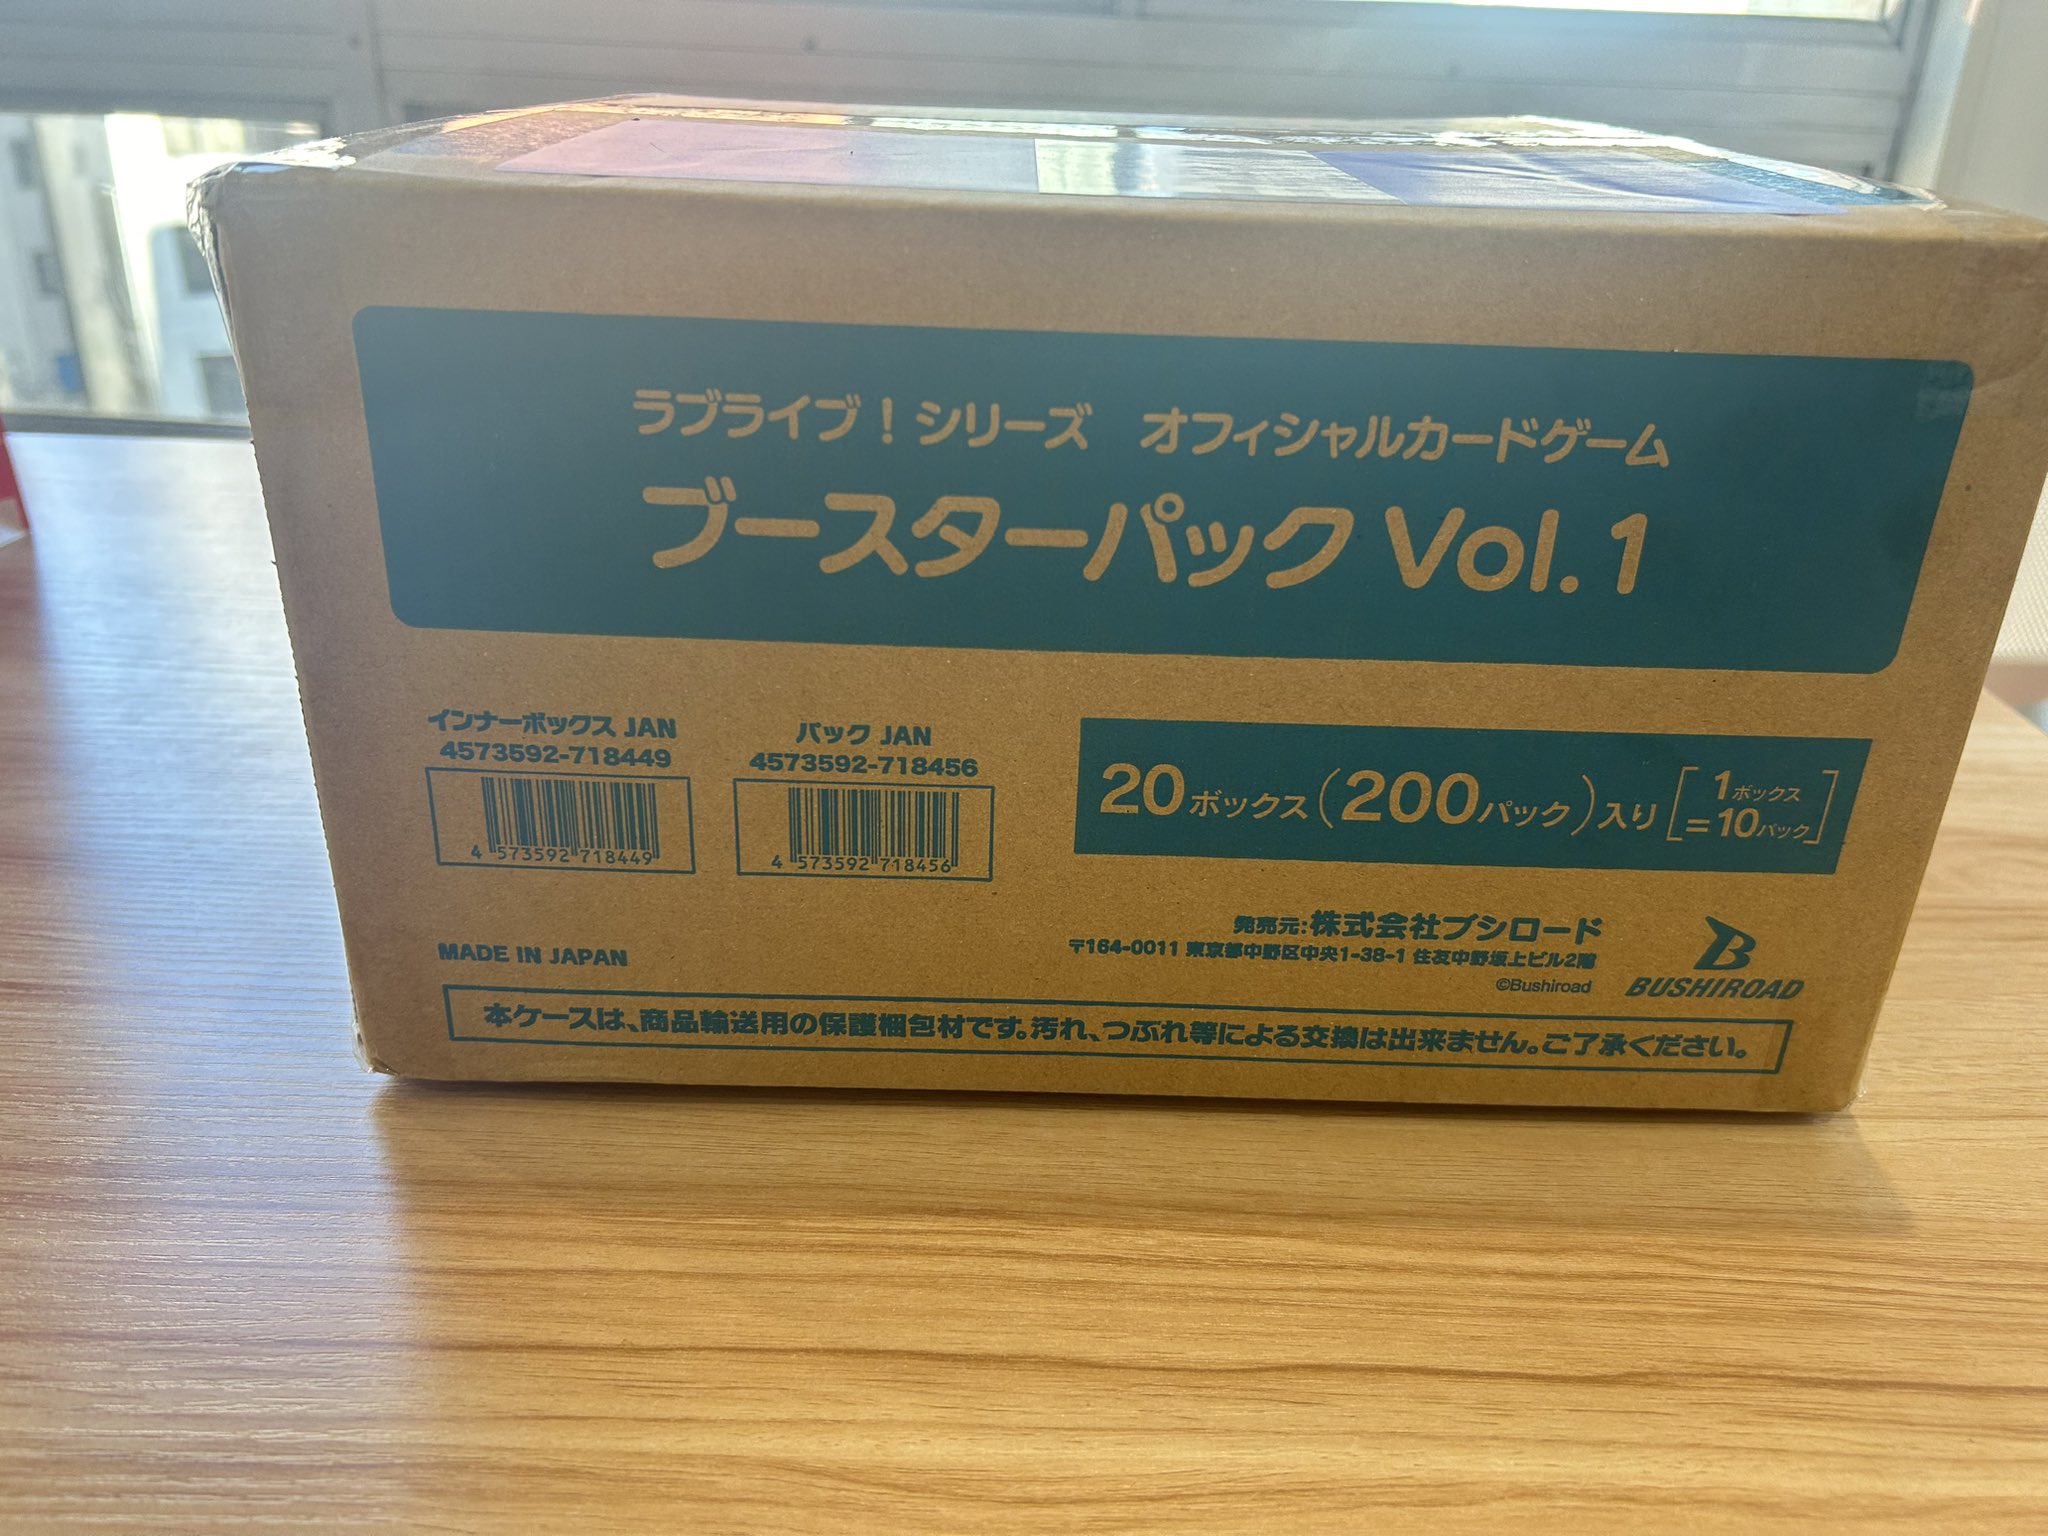 ラブライブ！シリーズ　オフィシャルカードゲーム
ブースターパック Vol.1
インナーボックス JAN
4573592-718449
4 573592 718449
パック JAN
4573592-718456
4 573592 718456
20ボックス（200パック）入り［1ボックス
＝10パック］
発売元:株式会社ブシロード
〒164-0011 東京都中野区中央1-38-1 住友中野坂上ビル2階
©Bushiroad
BUSHIROAD
MADE IN JAPAN
本ケースは、商品輸送用の保護梱包材です。汚れ、つぶれ等による交換は出来ません。ご了承ください。